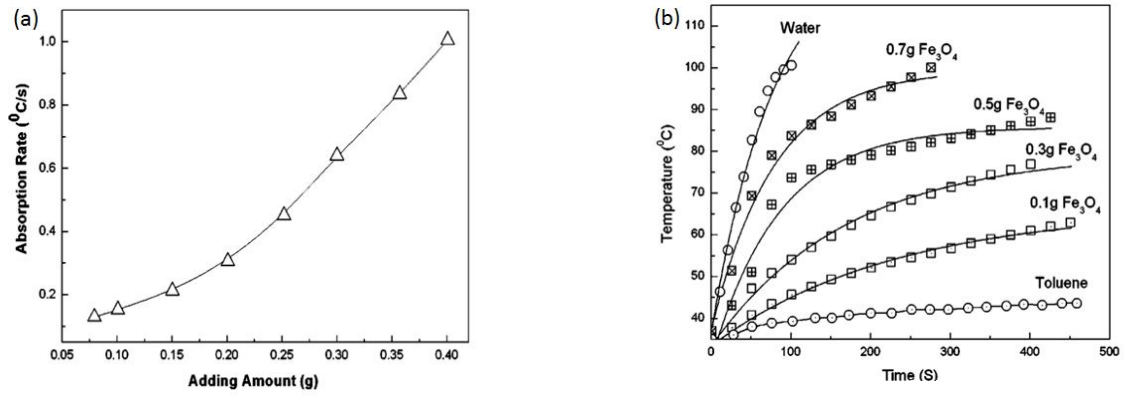 (a)
Absorption Rate (⁰C/s)
1.0
0.8
0.6
0.4
0.2
0.05 0.10 0.15 0.20 0.25 0.30 0.35 0.40
Adding Amount (g)
(b)
Temperature (⁰C)
110
100
90
80
70
60
50
40
Water
0.7g Fe₃O₄
0.5g Fe₃O₄
0.3g Fe₃O₄
0.1g Fe₃O₄
Toluene
0 100 200 300 400 500
Time (S)